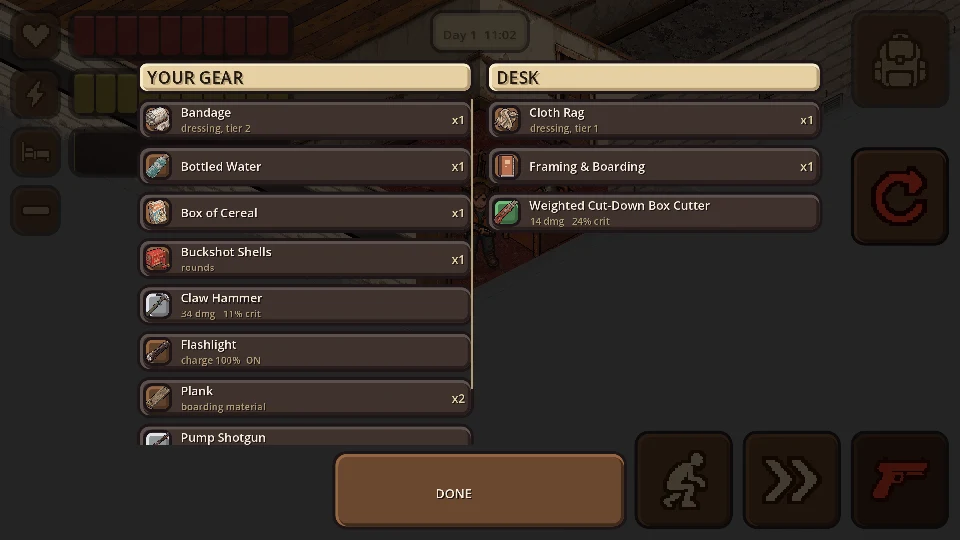 Day 1 11:02
YOUR GEAR
Bandage
dressing, tier 2
x1
Bottled Water
x1
Box of Cereal
x1
Buckshot Shells
rounds
x1
Claw Hammer
34 dmg 11% crit
Flashlight
charge 100% ON
Plank
boarding material
x2
Pump Shotgun
DESK
Cloth Rag
dressing, tier 1
x1
Framing & Boarding
x1
Weighted Cut-Down Box Cutter
14 dmg 24% crit
DONE